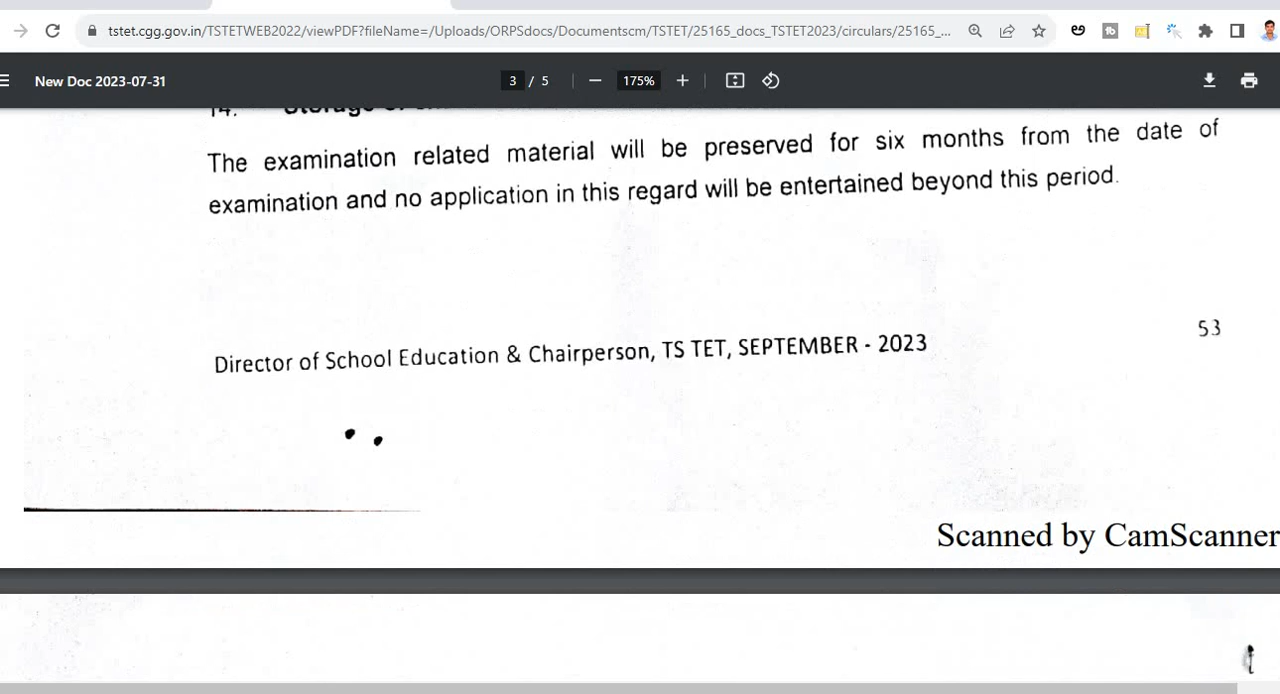 tstet.cgg.gov.in/TSTETWEB2022/viewPDF?fileName=/Uploads/ORPSdocs/Documentscm/TSTET/25165_docs_TSTET2023/circulars/25165_...
New Doc 2023-07-31
3 / 5
175%
14.
The examination related material will be preserved for six months from the date of
examination and no application in this regard will be entertained beyond this period.
53
Director of School Education & Chairperson, TS TET, SEPTEMBER - 2023
Scanned by CamScanner